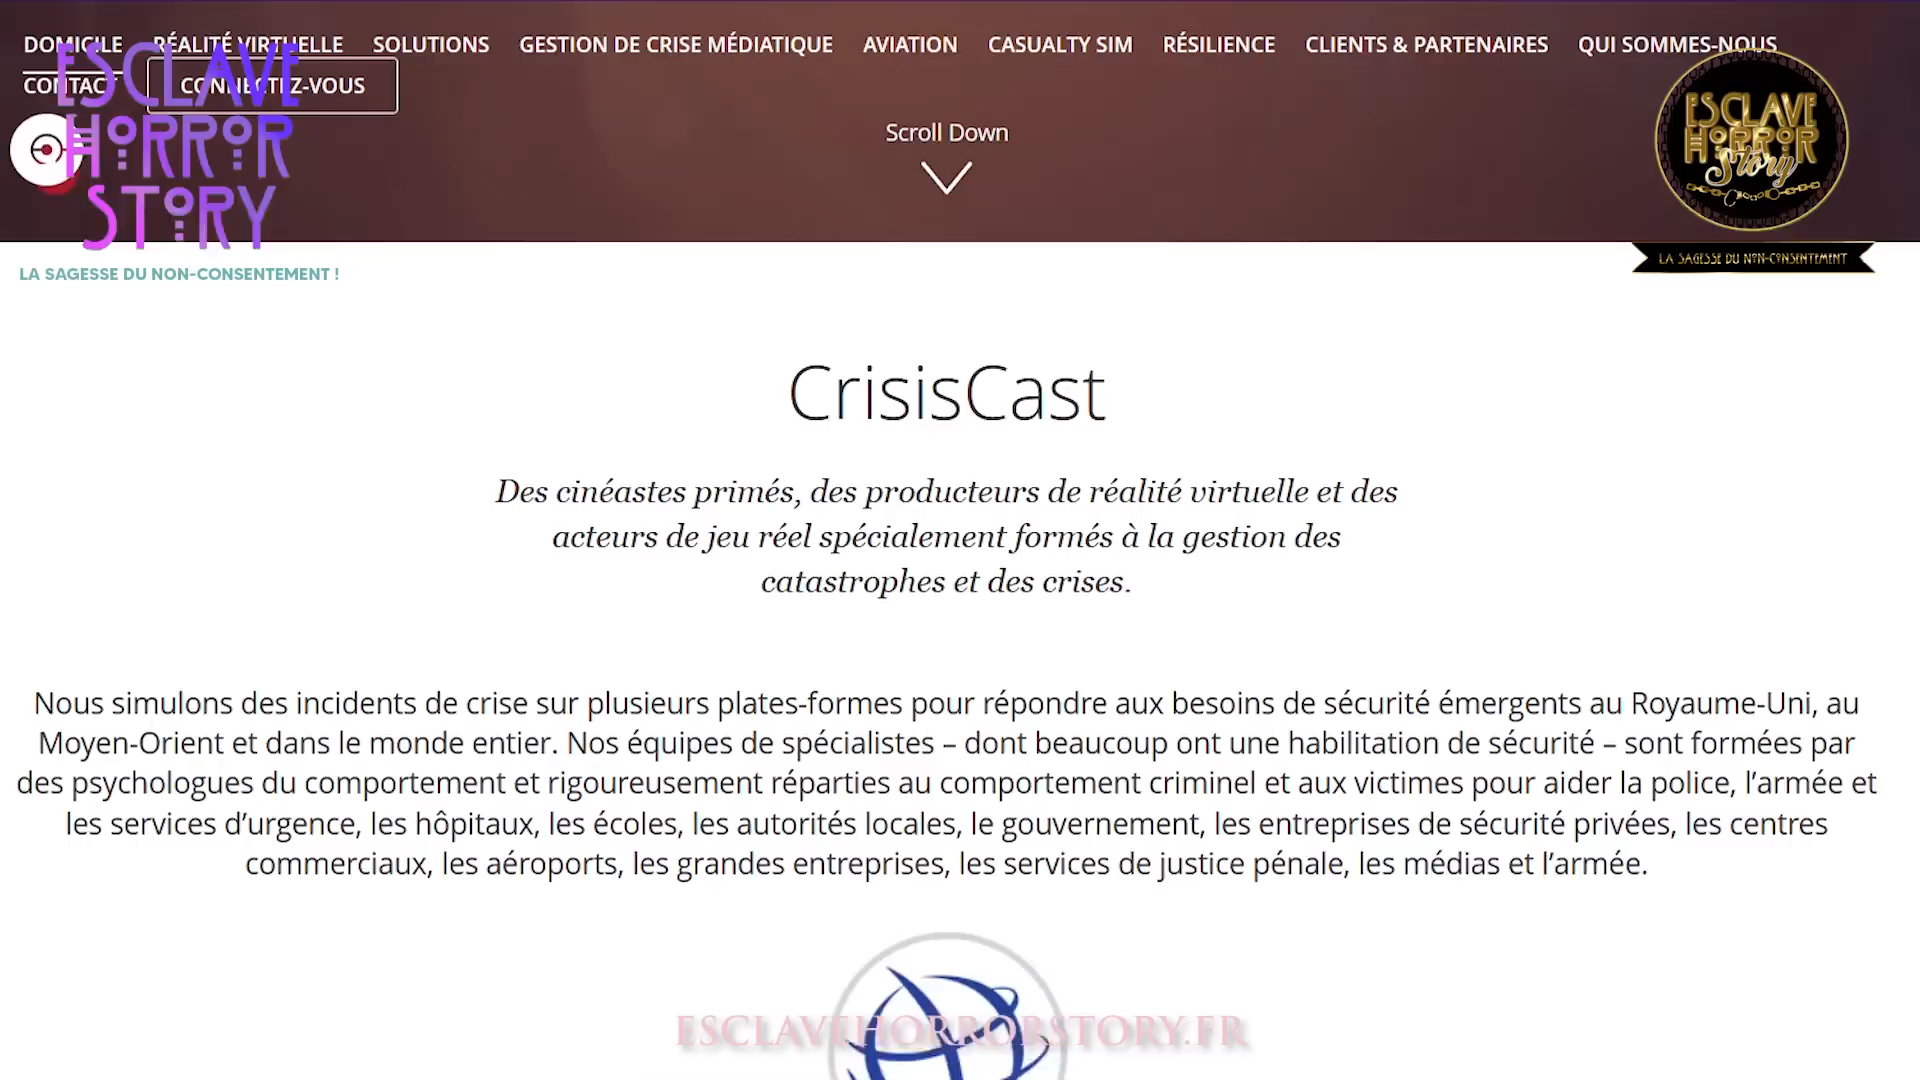 DOMICILE RÉALITÉ VIRTUELLE SOLUTIONS GESTION DE CRISE MÉDIATIQUE AVIATION CASUALTY SIM RÉSILIENCE CLIENTS & PARTENAIRES QUI SOMMES-NOUS
CONTACT CONNECTEZ-VOUS
ESCLAVE
HORROR
STORY
LA SAGESSE DU NON-CONSENTEMENT !
Scroll Down
ESCLAVE
HORROR
Story
LA SAGESSE DU NON-CONSENTEMENT
CrisisCast
Des cinéastes primés, des producteurs de réalité virtuelle et des
acteurs de jeu réel spécialement formés à la gestion des
catastrophes et des crises.
Nous simulons des incidents de crise sur plusieurs plates-formes pour répondre aux besoins de sécurité émergents au Royaume-Uni, au
Moyen-Orient et dans le monde entier. Nos équipes de spécialistes – dont beaucoup ont une habilitation de sécurité – sont formées par
des psychologues du comportement et rigoureusement réparties au comportement criminel et aux victimes pour aider la police, l’armée et
les services d’urgence, les hôpitaux, les écoles, les autorités locales, le gouvernement, les entreprises de sécurité privées, les centres
commerciaux, les aéroports, les grandes entreprises, les services de justice pénale, les médias et l’armée.
ESCLAVEHORRORSTORY.FR